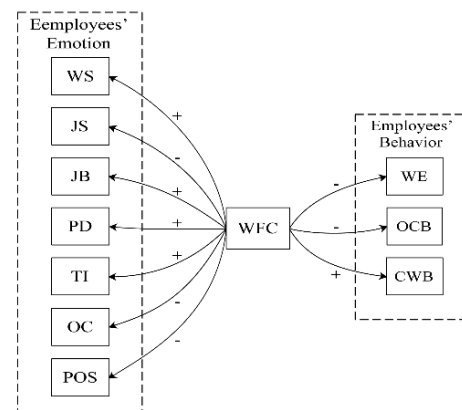 Eemployees’
Emotion
WS
JS
JB
PD
TI
OC
POS
+
-
+
+
+
-
-
WFC
-
-
+
Employees’
Behavior
WE
OCB
CWB